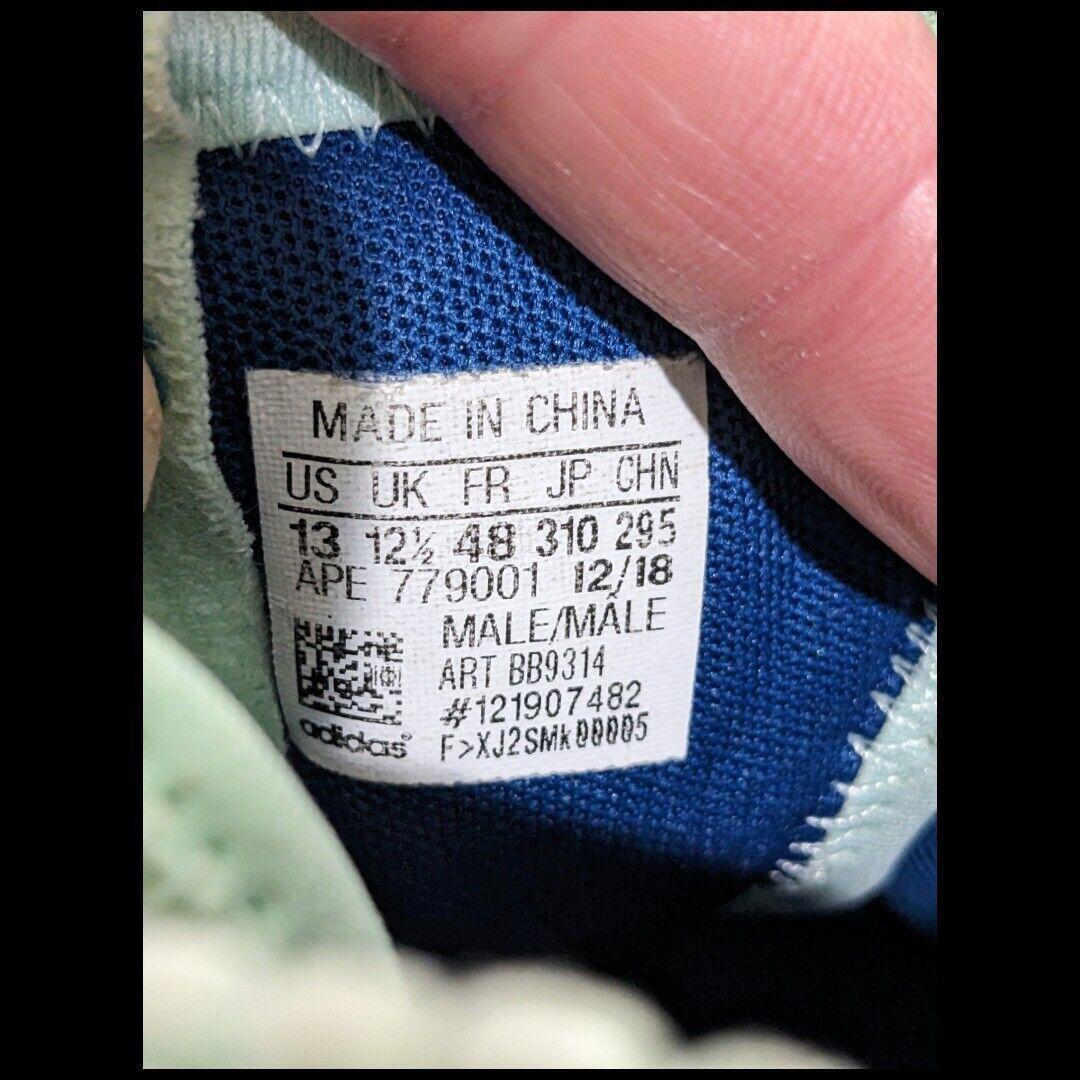 MADE IN CHINA
US UK FR JP CHN
13 12½ 48 310 295
APE 779001 12/18
MALE/MÂLE
ART BB9314
#121907482
adidas® F>XJ2SMk00005